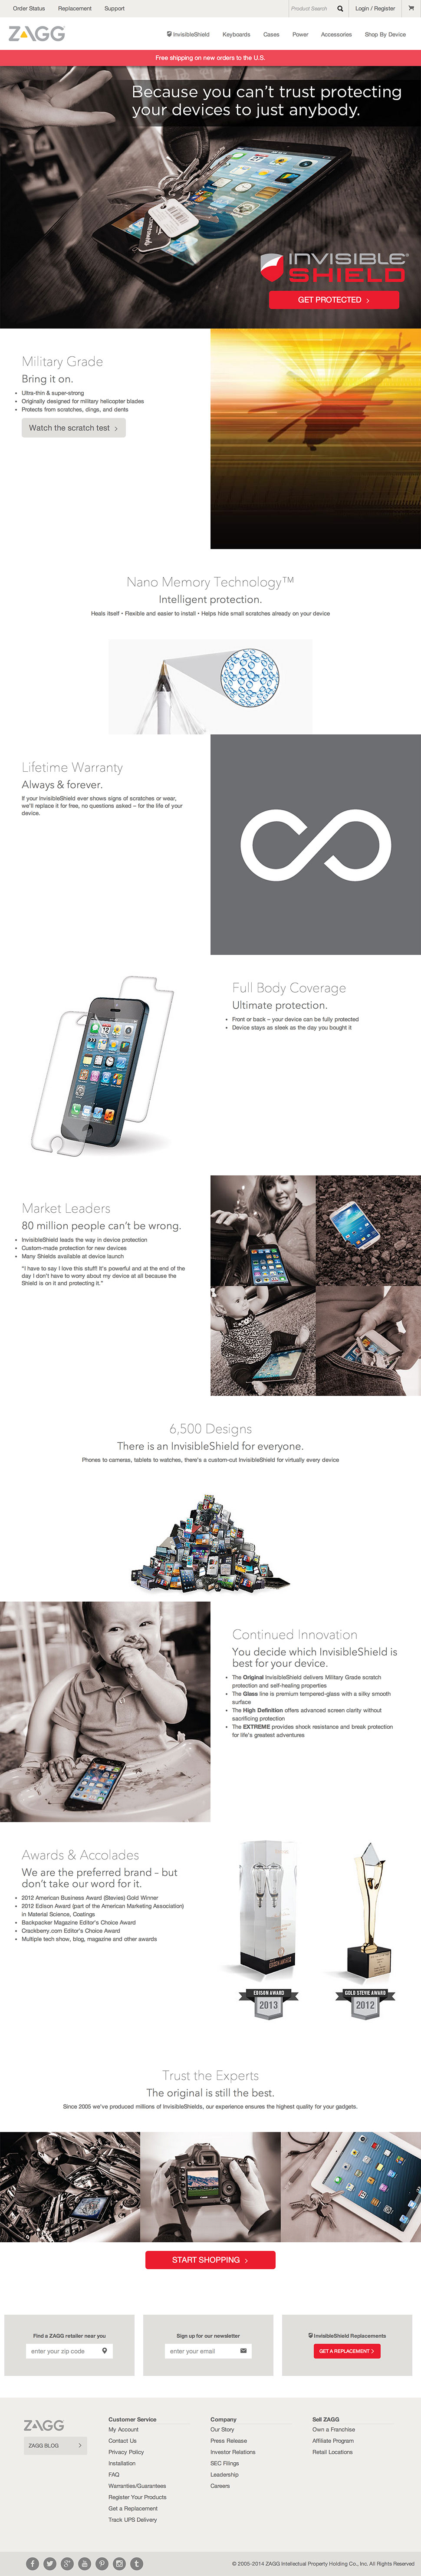 Order Status Replacement Support Product Search Login / Register
ZAGG
InvisibleShield Keyboards Cases Power Accessories Shop By Device
Free shipping on new orders to the U.S.
Because you can't trust protecting
your devices to just anybody.
INVISIBLE
SHIELD
GET PROTECTED >
Military Grade
Bring it on.
• Ultra-thin & super-strong
• Originally designed for military helicopter blades
• Protects from scratches, dings, and dents
Watch the scratch test >
Nano Memory Technology™
Intelligent protection.
Heals itself • Flexible and easier to install • Helps hide small scratches already on your device
Lifetime Warranty
Always & forever.
If your InvisibleShield ever shows signs of scratches or wear,
we'll replace it for free, no questions asked – for the life of your
device.
Full Body Coverage
Ultimate protection.
• Front or back – your device can be fully protected
• Device stays as sleek as the day you bought it
Market Leaders
80 million people can't be wrong.
• InvisibleShield leads the way in device protection
• Custom-made protection for new devices
• Many Shields available at device launch
"I have to say I love this stuff! It's powerful and at the end of the
day I don't have to worry about my device at all because the
Shield is on it and protecting it."
6,500 Designs
There is an InvisibleShield for everyone.
Phones to cameras, tablets to watches, there's a custom-cut InvisibleShield for virtually every device
Continued Innovation
You decide which InvisibleShield is
best for your device.
• The Original InvisibleShield delivers Military Grade scratch
protection and self-healing properties
• The Glass line is premium tempered-glass with a silky smooth
surface
• The High Definition offers advanced screen clarity without
sacrificing protection
• The EXTREME provides shock resistance and break protection
for life's greatest adventures
Awards & Accolades
We are the preferred brand – but
don't take our word for it.
• 2012 American Business Award (Stevies) Gold Winner
• 2012 Edison Award (part of the American Marketing Association)
in Material Science, Coatings
• Backpacker Magazine Editor's Choice Award
• Crackberry.com Editor's Choice Award
• Multiple tech show, blog, magazine and other awards
EDISON AWARD
2013
GOLD STEVIE AWARD
2012
Trust the Experts
The original is still the best.
Since 2005 we've produced millions of InvisibleShields, our experience ensures the highest quality for your gadgets.
START SHOPPING >
Find a ZAGG retailer near you
enter your zip code
Sign up for our newsletter
enter your email
InvisibleShield Replacements
GET A REPLACEMENT >
ZAGG
ZAGG BLOG >
Customer Service
My Account
Contact Us
Privacy Policy
Installation
FAQ
Warranties/Guarantees
Register Your Products
Get a Replacement
Track UPS Delivery
Company
Our Story
Press Release
Investor Relations
SEC Filings
Leadership
Careers
Sell ZAGG
Own a Franchise
Affiliate Program
Retail Locations
© 2005-2014 ZAGG Intellectual Property Holding Co., Inc. All Rights Reserved